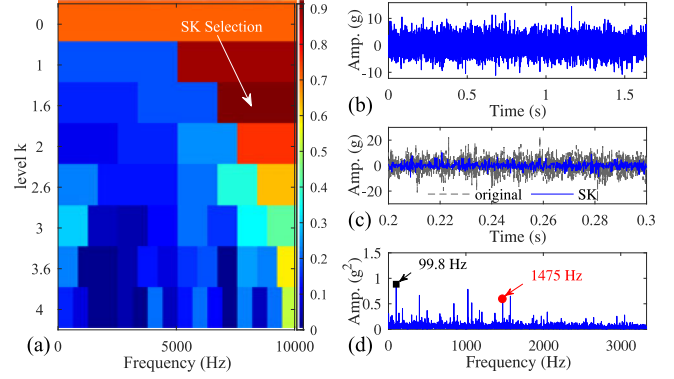 SK Selection
level k
0
1
1.6
2
2.6
3
3.6
4
0 5000 10000
Frequency (Hz)
(a)
0.9
0.8
0.7
0.6
0.5
0.4
0.3
0.2
0.1
0
Amp. (g)
10
0
-10
0 0.5 1 1.5
Time (s)
(b)
Amp. (g)
20
0
-20
original SK
0.2 0.22 0.24 0.26 0.28 0.3
Time (s)
(c)
Amp. (g²)
1.5
1
0.5
0
99.8 Hz
1475 Hz
0 1000 2000 3000
Frequency (Hz)
(d)